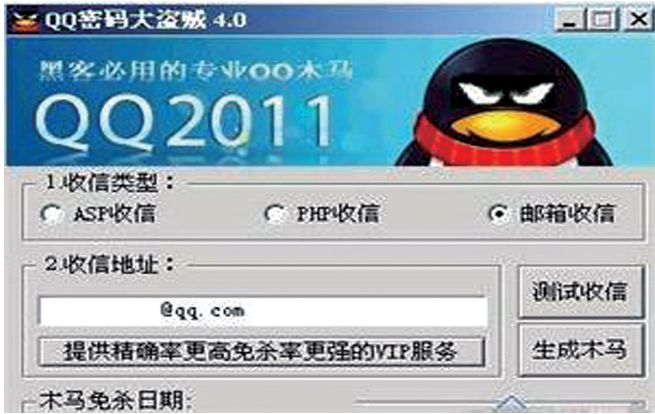 QQ密码大盗贼 4.0
黑客必用的专业QQ木马
QQ2011
1.收信类型：
ASP收信
PHP收信
邮箱收信
2.收信地址：
@qq.com
测试收信
提供精确率更高免杀率更强的VIP服务
生成木马
木马免杀日期: